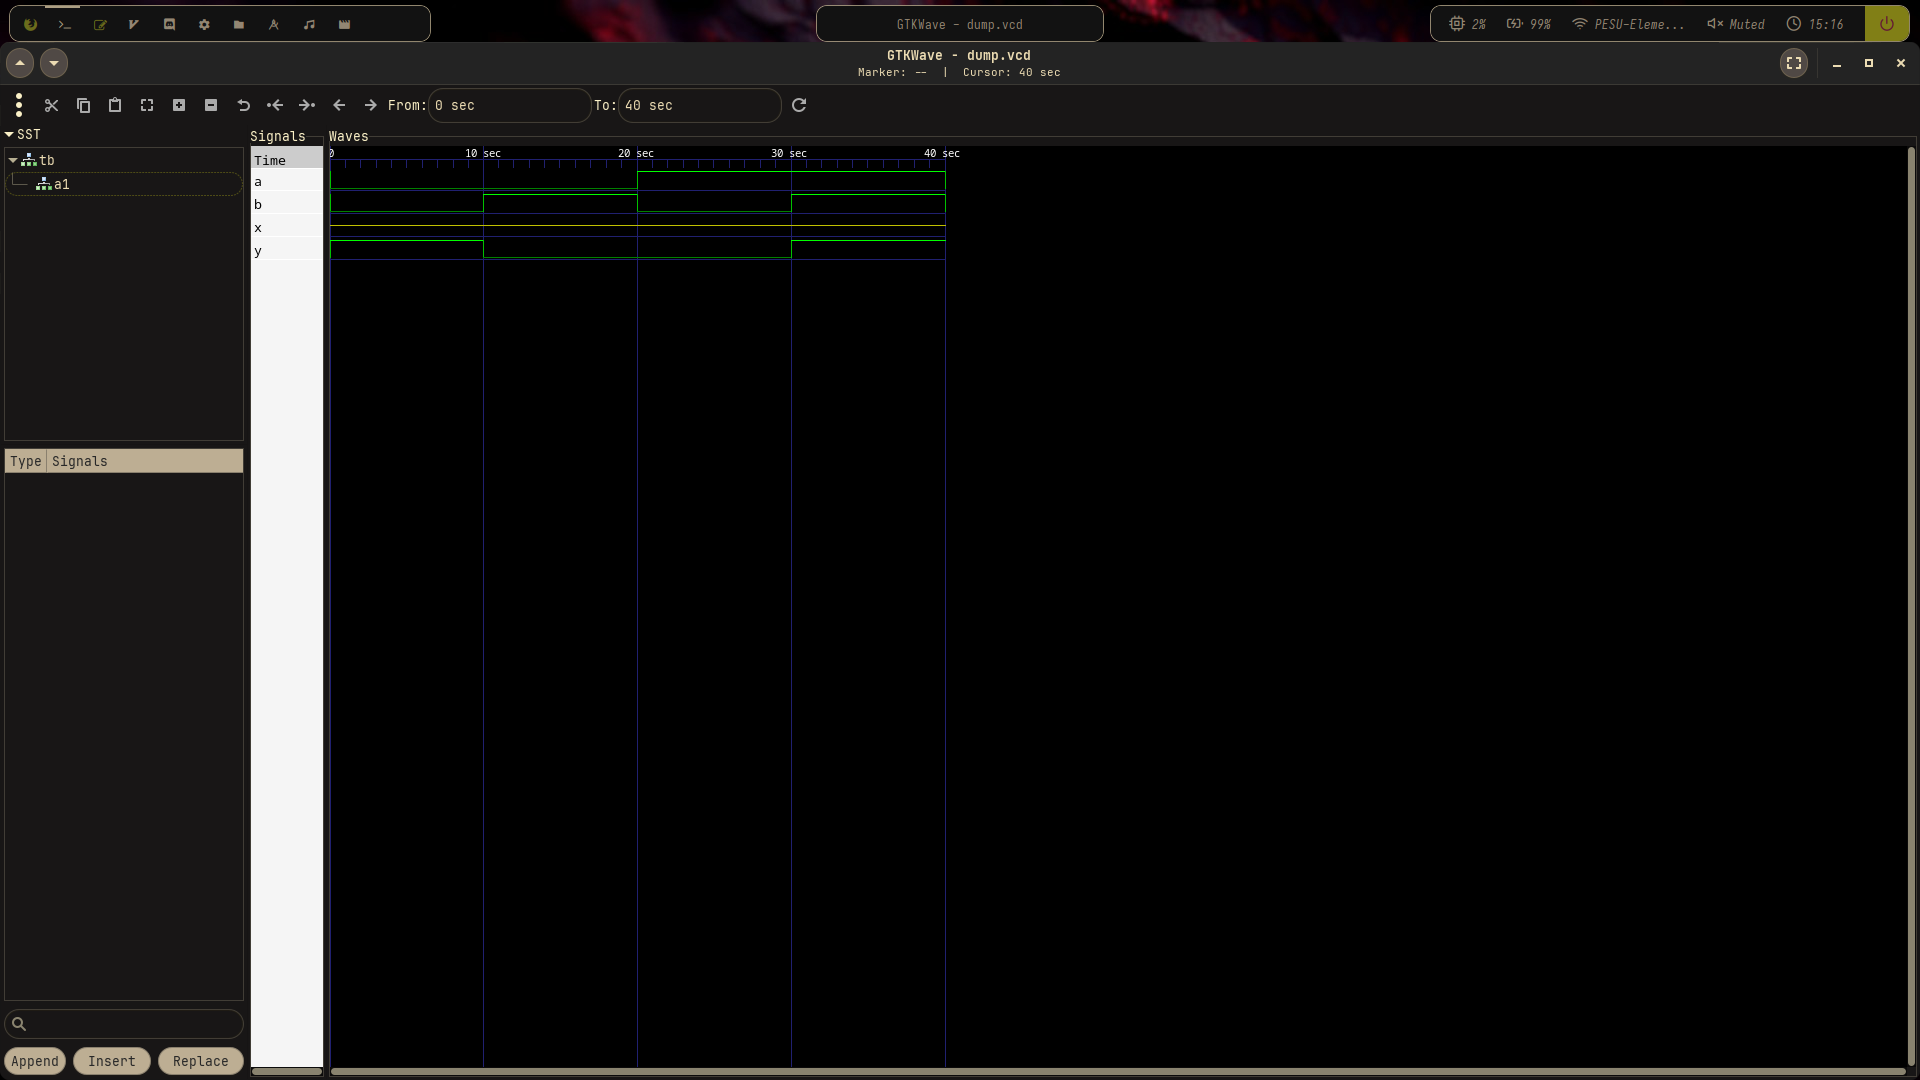 GTKWave - dump.vcd
2%
99%
PESU-Eleme...
Muted
15:16
GTKWave - dump.vcd
Marker: -- | Cursor: 40 sec
From: 0 sec
To: 40 sec
SST
tb
a1
Type
Signals
Append
Insert
Replace
Signals
Time
a
b
x
y
Waves
0
10 sec
20 sec
30 sec
40 sec